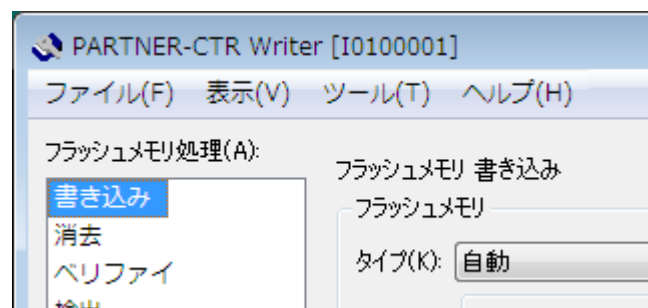 PARTNER-CTR Writer [I0100001]
ファイル(F) 表示(V) ツール(T) ヘルプ(H)
フラッシュメモリ処理(A):
書き込み
消去
ベリファイ
検出
フラッシュメモリ 書き込み
フラッシュメモリ
タイプ(K): 自動